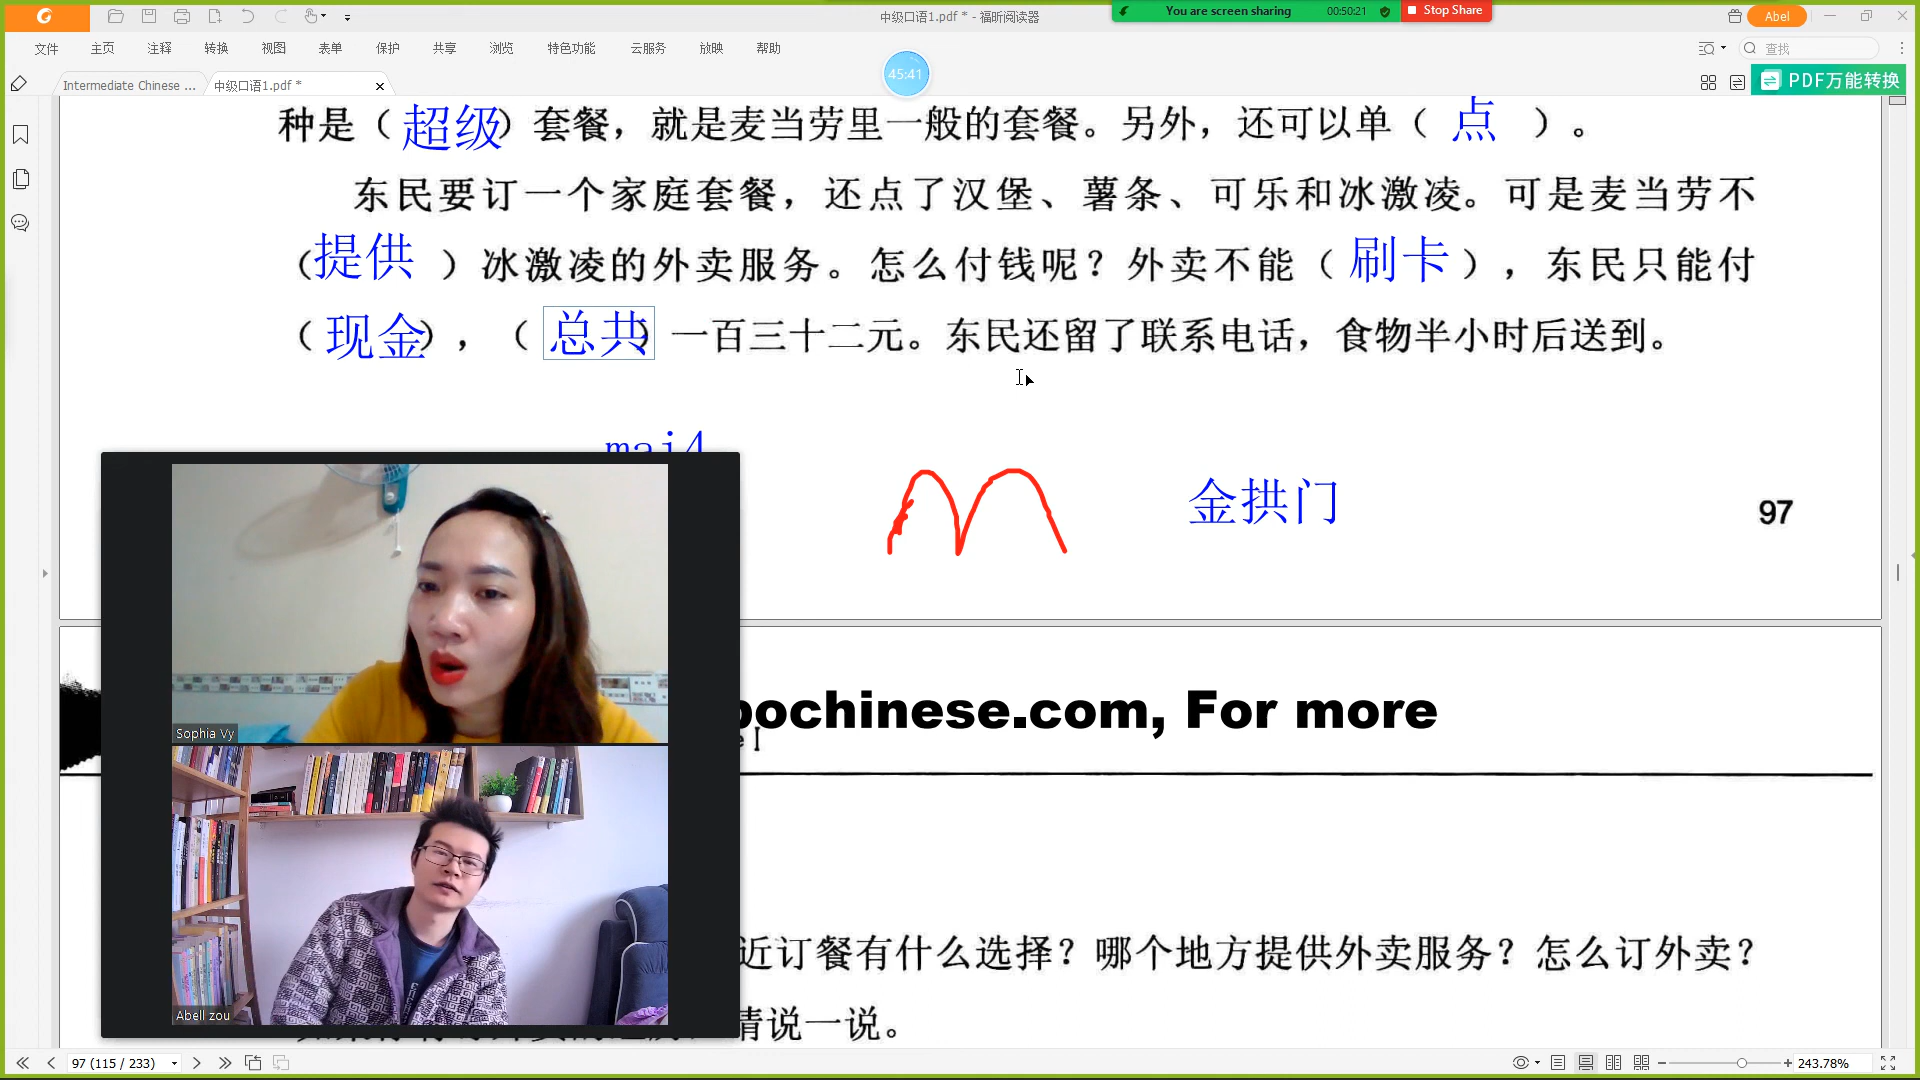 中级口语1.pdf * - 福昕阅读器
You are screen sharing
00:50:21
Stop Share
Abel
文件
主页
注释
转换
视图
表单
保护
共享
浏览
特色功能
云服务
放映
帮助
查找
Intermediate Chinese ...
中级口语1.pdf *
45:41
PDF万能转换
种是（超级）套餐，就是麦当劳里一般的套餐。另外，还可以单（点）。
东民要订一个家庭套餐，还点了汉堡、薯条、可乐和冰激凌。可是麦当劳不
（提供）冰激凌的外卖服务。怎么付钱呢？外卖不能（刷卡），东民只能付
（现金），（总共）一百三十二元。东民还留了联系电话，食物半小时后送到。
mai4
金拱门
97
Sophia Vy
ochinese.com, For more
近订餐有什么选择？哪个地方提供外卖服务？怎么订外卖？
Abell zou
请说一说。
97 (115 / 233)
243.78%